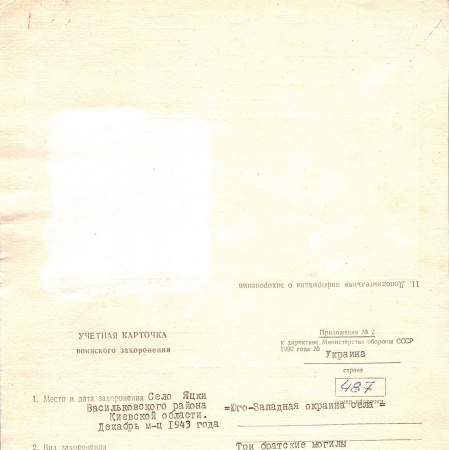 11. Дополнительная информация о захоронении
УЧЕТНАЯ КАРТОЧКА
воинского захоронения
Приложение № 2
к директиве Министерства обороны СССР
1990 года №
Украина
страна
487
номер карточки
1. Место и дата захоронения Село Яцки
Васильковского района =Юго-Западная окраина села=
Киевской области.
Декабрь м-ц 1943 года
2. Вид захоронения Три братские могилы